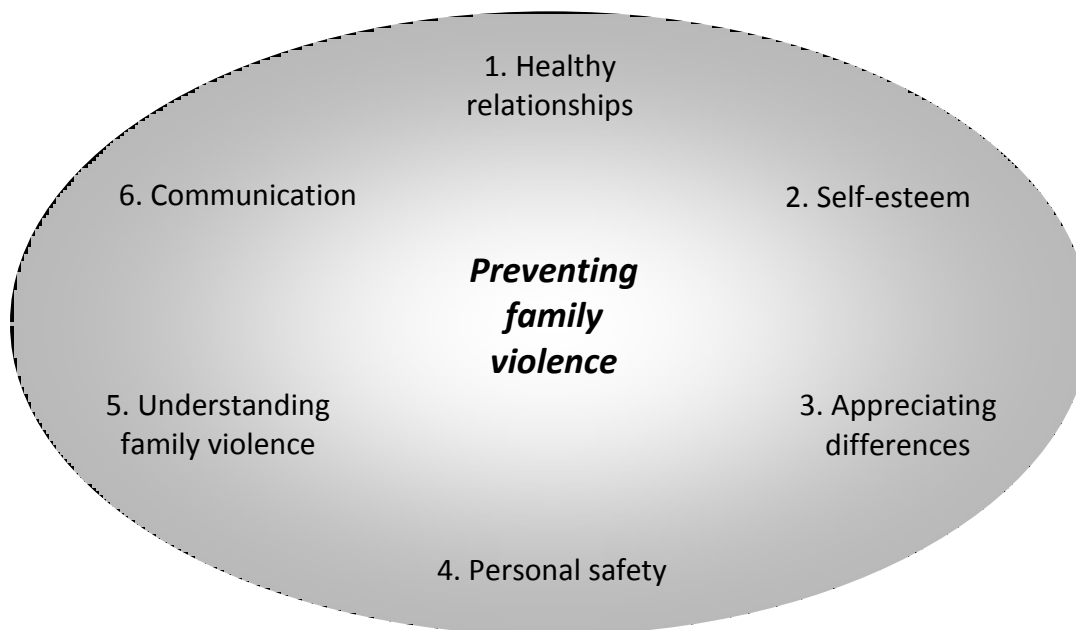 1. Healthy
relationships
6. Communication
2. Self-esteem
Preventing
family
violence
5. Understanding
family violence
3. Appreciating
differences
4. Personal safety